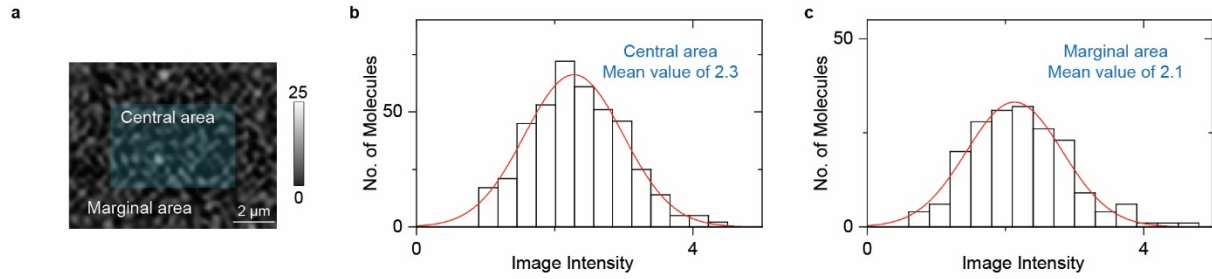 a
Central area
Marginal area
2 µm
25
0
b
No. of Molecules
50
0
0
4
Image Intensity
Central area
Mean value of 2.3
c
No. of Molecules
50
0
0
4
Image Intensity
Marginal area
Mean value of 2.1